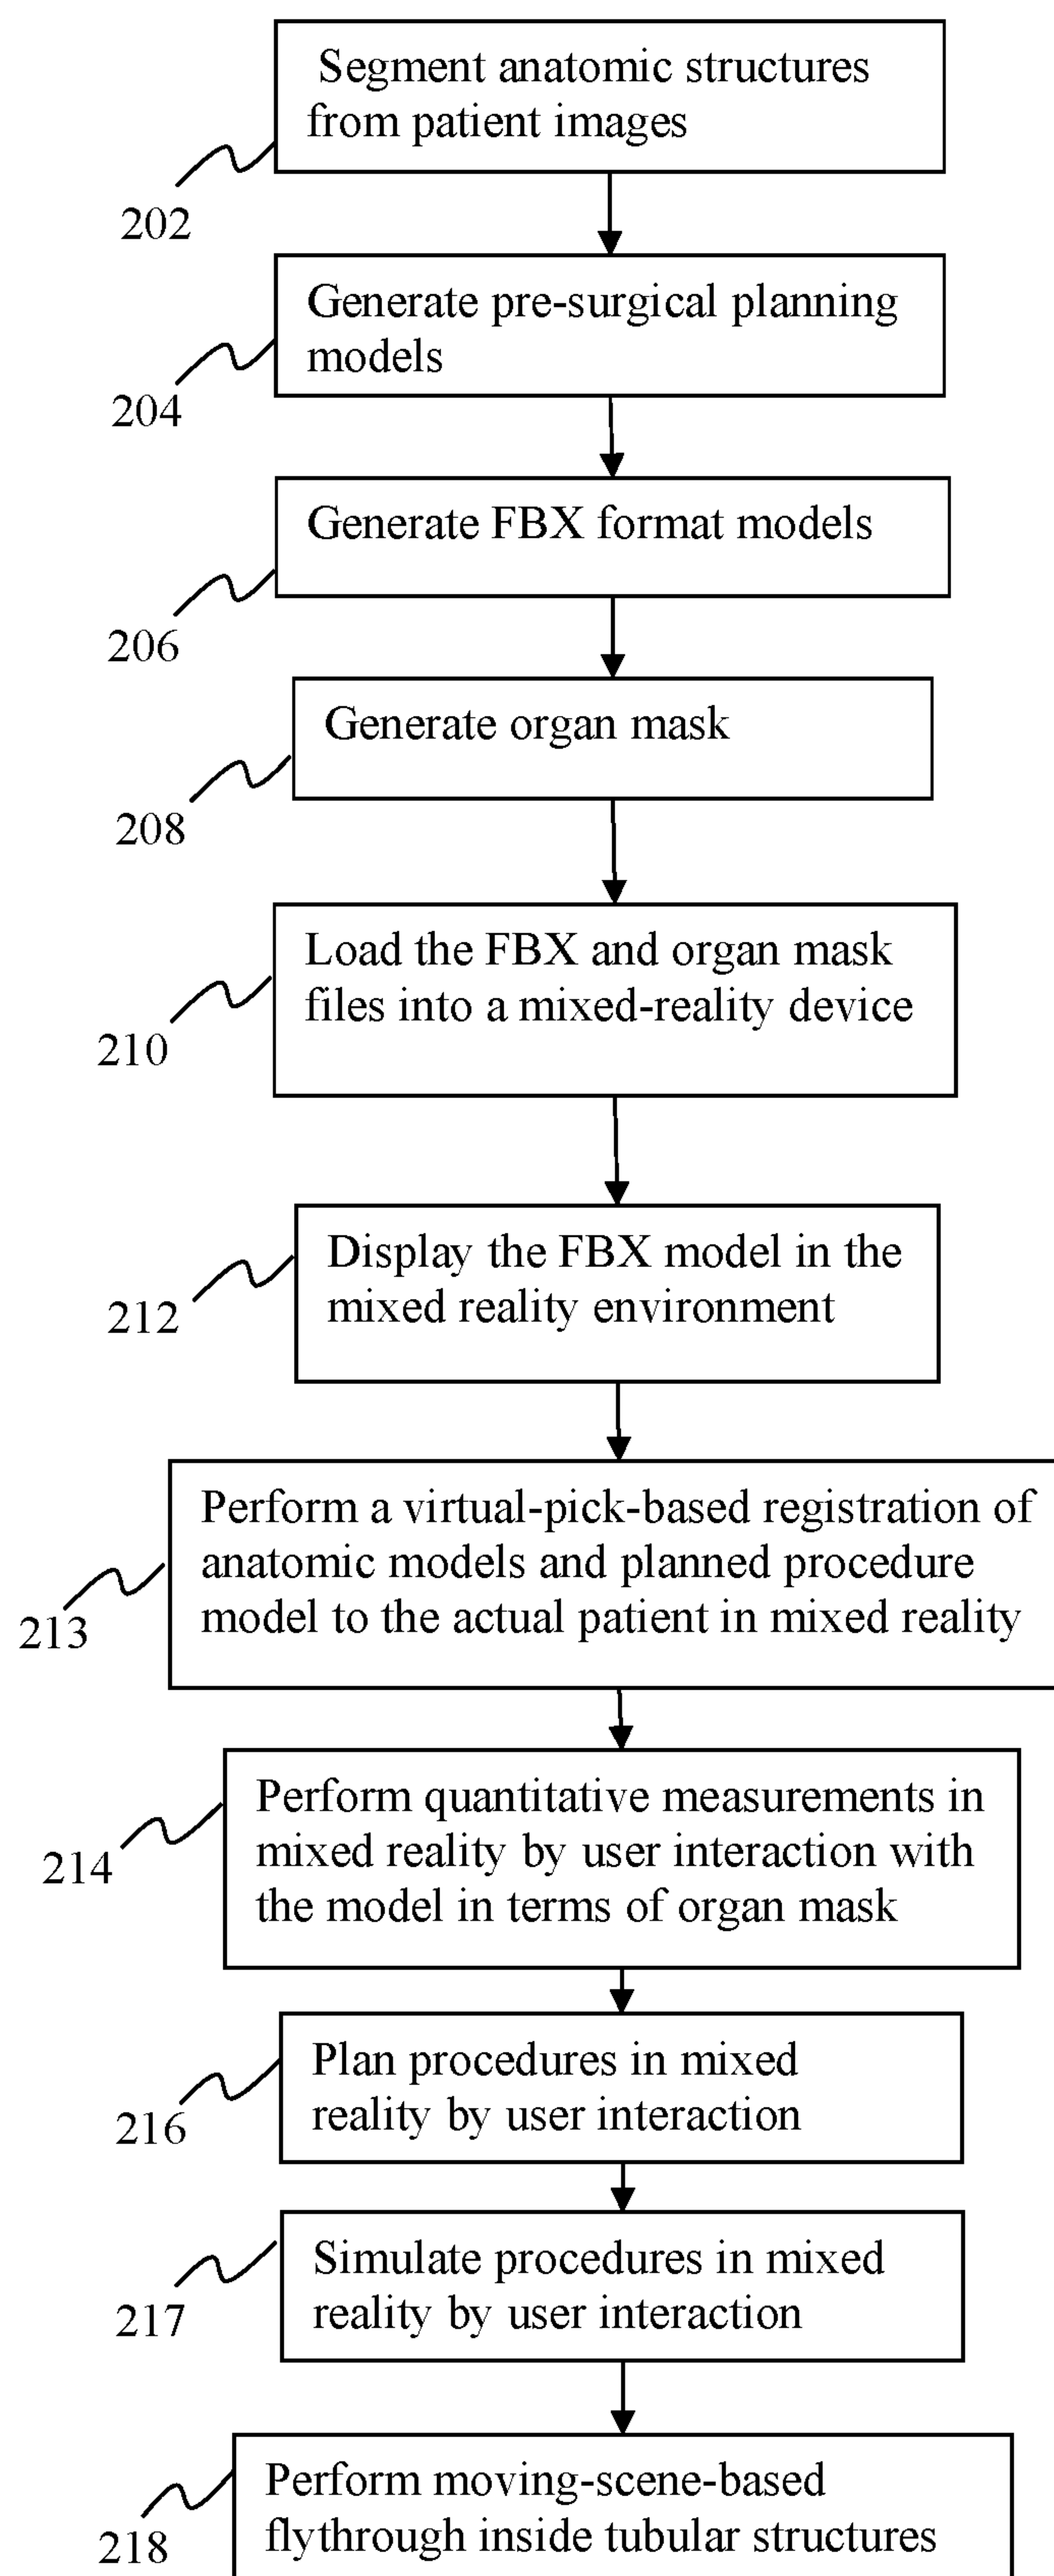 Segment anatomic structures
from patient images
202
Generate pre-surgical planning
models
204
Generate FBX format models
206
Generate organ mask
208
Load the FBX and organ mask
files into a mixed-reality device
210
Display the FBX model in the
mixed reality environment
212
Perform a virtual-pick-based registration of
anatomic models and planned procedure
model to the actual patient in mixed reality
213
Perform quantitative measurements in
mixed reality by user interaction with
the model in terms of organ mask
214
Plan procedures in mixed
reality by user interaction
216
Simulate procedures in mixed
reality by user interaction
217
Perform moving-scene-based
flythrough inside tubular structures
218